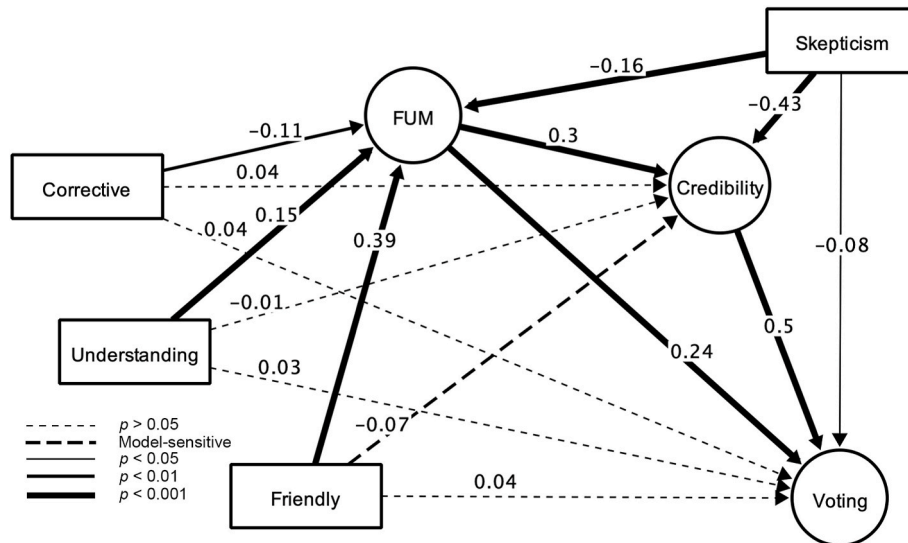 Skepticism
−0.16
FUM
−0.43
−0.11
0.3
Corrective
0.04
Credibility
0.15
0.04
0.39
−0.08
−0.01
0.5
Understanding
0.03
0.24
p > 0.05
−0.07
Model-sensitive
p < 0.05
p < 0.01
Friendly
0.04
p < 0.001
Voting